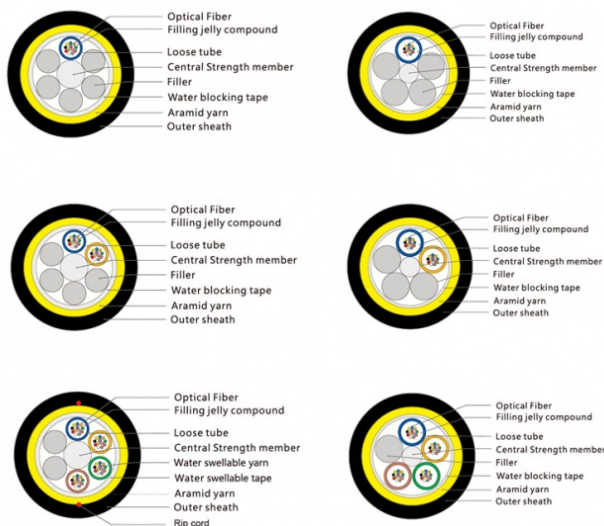 Optical Fiber
Filling jelly compound
Loose tube
Central Strength member
Filler
Water blocking tape
Aramid yarn
Outer sheath
Optical Fiber
Filling jelly compound
Loose tube
Central Strength member
Filler
Water blocking tape
Aramid yarn
Outer sheath
Optical Fiber
Filling jelly compound
Loose tube
Central Strength member
Filler
Water blocking tape
Aramid yarn
Outer sheath
Optical Fiber
Filling jelly compound
Loose tube
Central Strength member
Filler
Water blocking tape
Aramid yarn
Outer sheath
Optical Fiber
Filling jelly compound
Loose tube
Central Strength member
Water swellable yarn
Water swellable tape
Aramid yarn
Outer sheath
Rip cord
Optical Fiber
Filling jelly compound
Loose tube
Central Strength member
Filler
Water blocking tape
Aramid yarn
Outer sheath